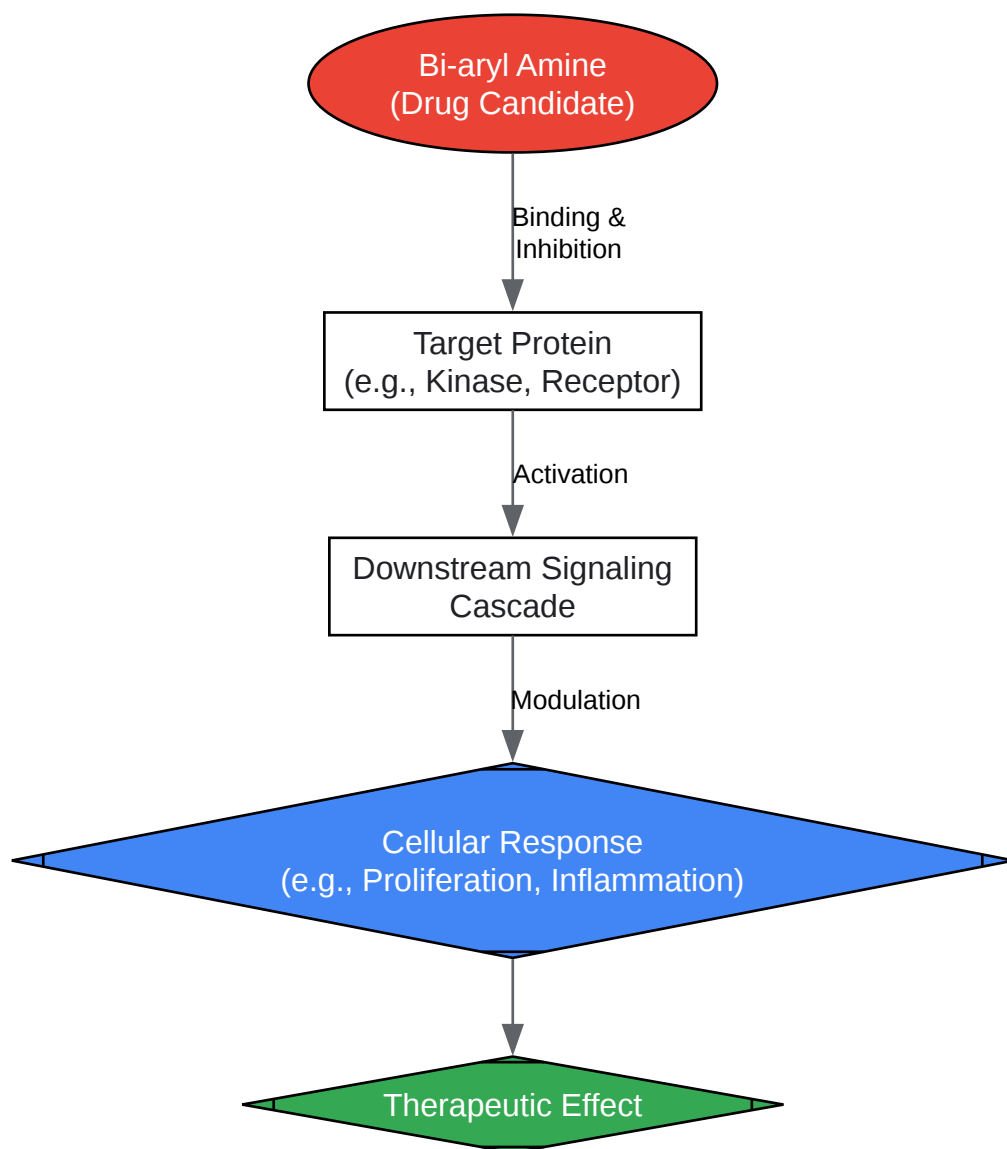 Bi-aryl Amine
(Drug Candidate)
Binding &
Inhibition
Target Protein
(e.g., Kinase, Receptor)
Activation
Downstream Signaling
Cascade
Modulation
Cellular Response
(e.g., Proliferation, Inflammation)
Therapeutic Effect